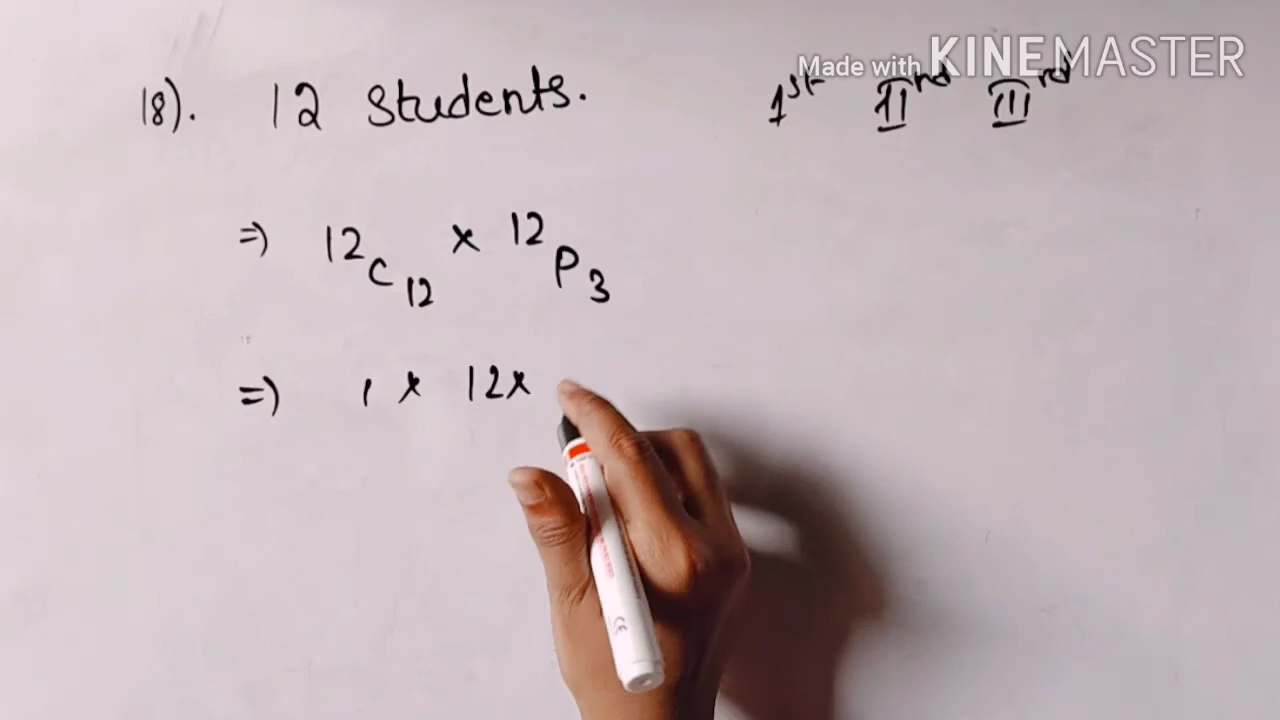 Made with KINEMASTER
18). 12 Students. 1st IInd IIIrd
=) 12C12 × 12P3
=) 1 × 12×